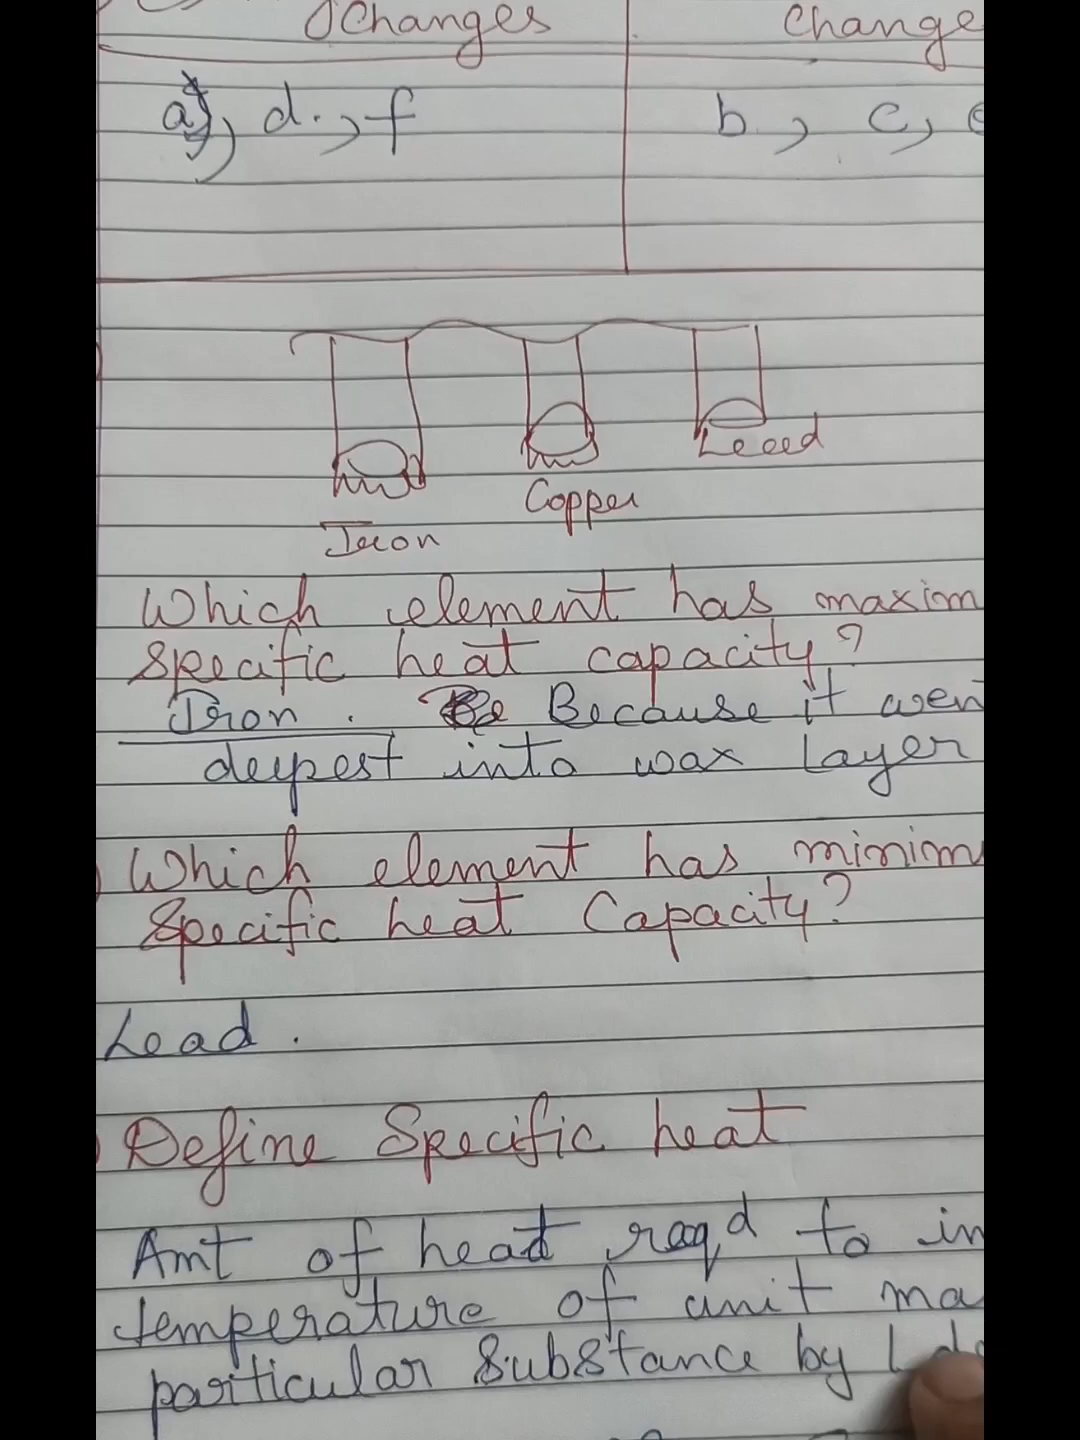 Changes Change
a), d., f b, c, e
Lead
Copper
Iron
Which element has maxim
specific heat capacity?
Iron. Because it wen
deepest into wax layer
Which element has minim
Specific heat Capacity?
Lead.
Define Specific heat
Amt of heat reqd to in
temperature of unit ma
particular substance by 1 de